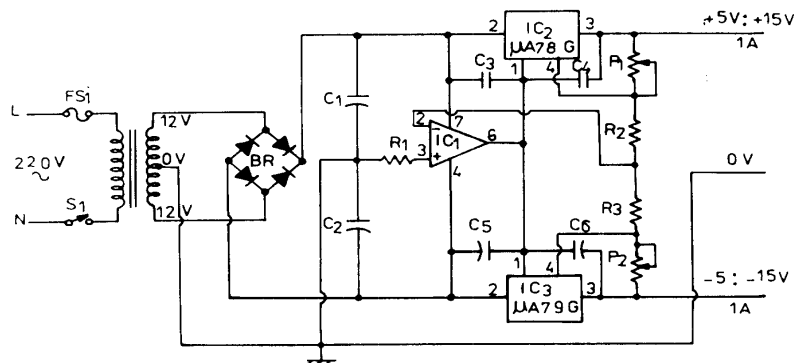 +5V: +15V
1A
2 IC2 3
µA78 G
1 4
FSi
L
12V
0V
12V
220V
N
S1
BR
C1
C2
C3
C4
P1
R2
2
7
IC1
6
R1
3
4
0V
R3
C5
C6
P2
1 4
2 IC3 3
µA79G
-5: -15V
1A